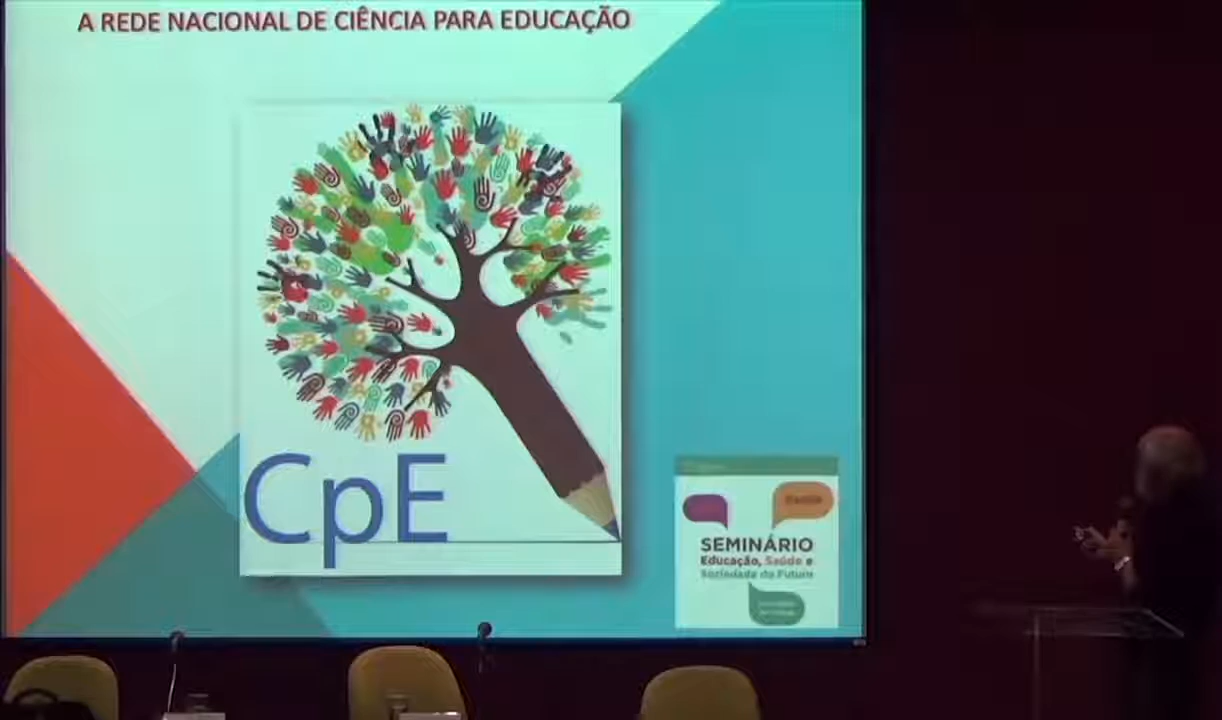 A REDE NACIONAL DE CIÊNCIA PARA EDUCAÇÃO
CpE
SEMINÁRIO
Educação, Saúde e
Sociedade do Futuro